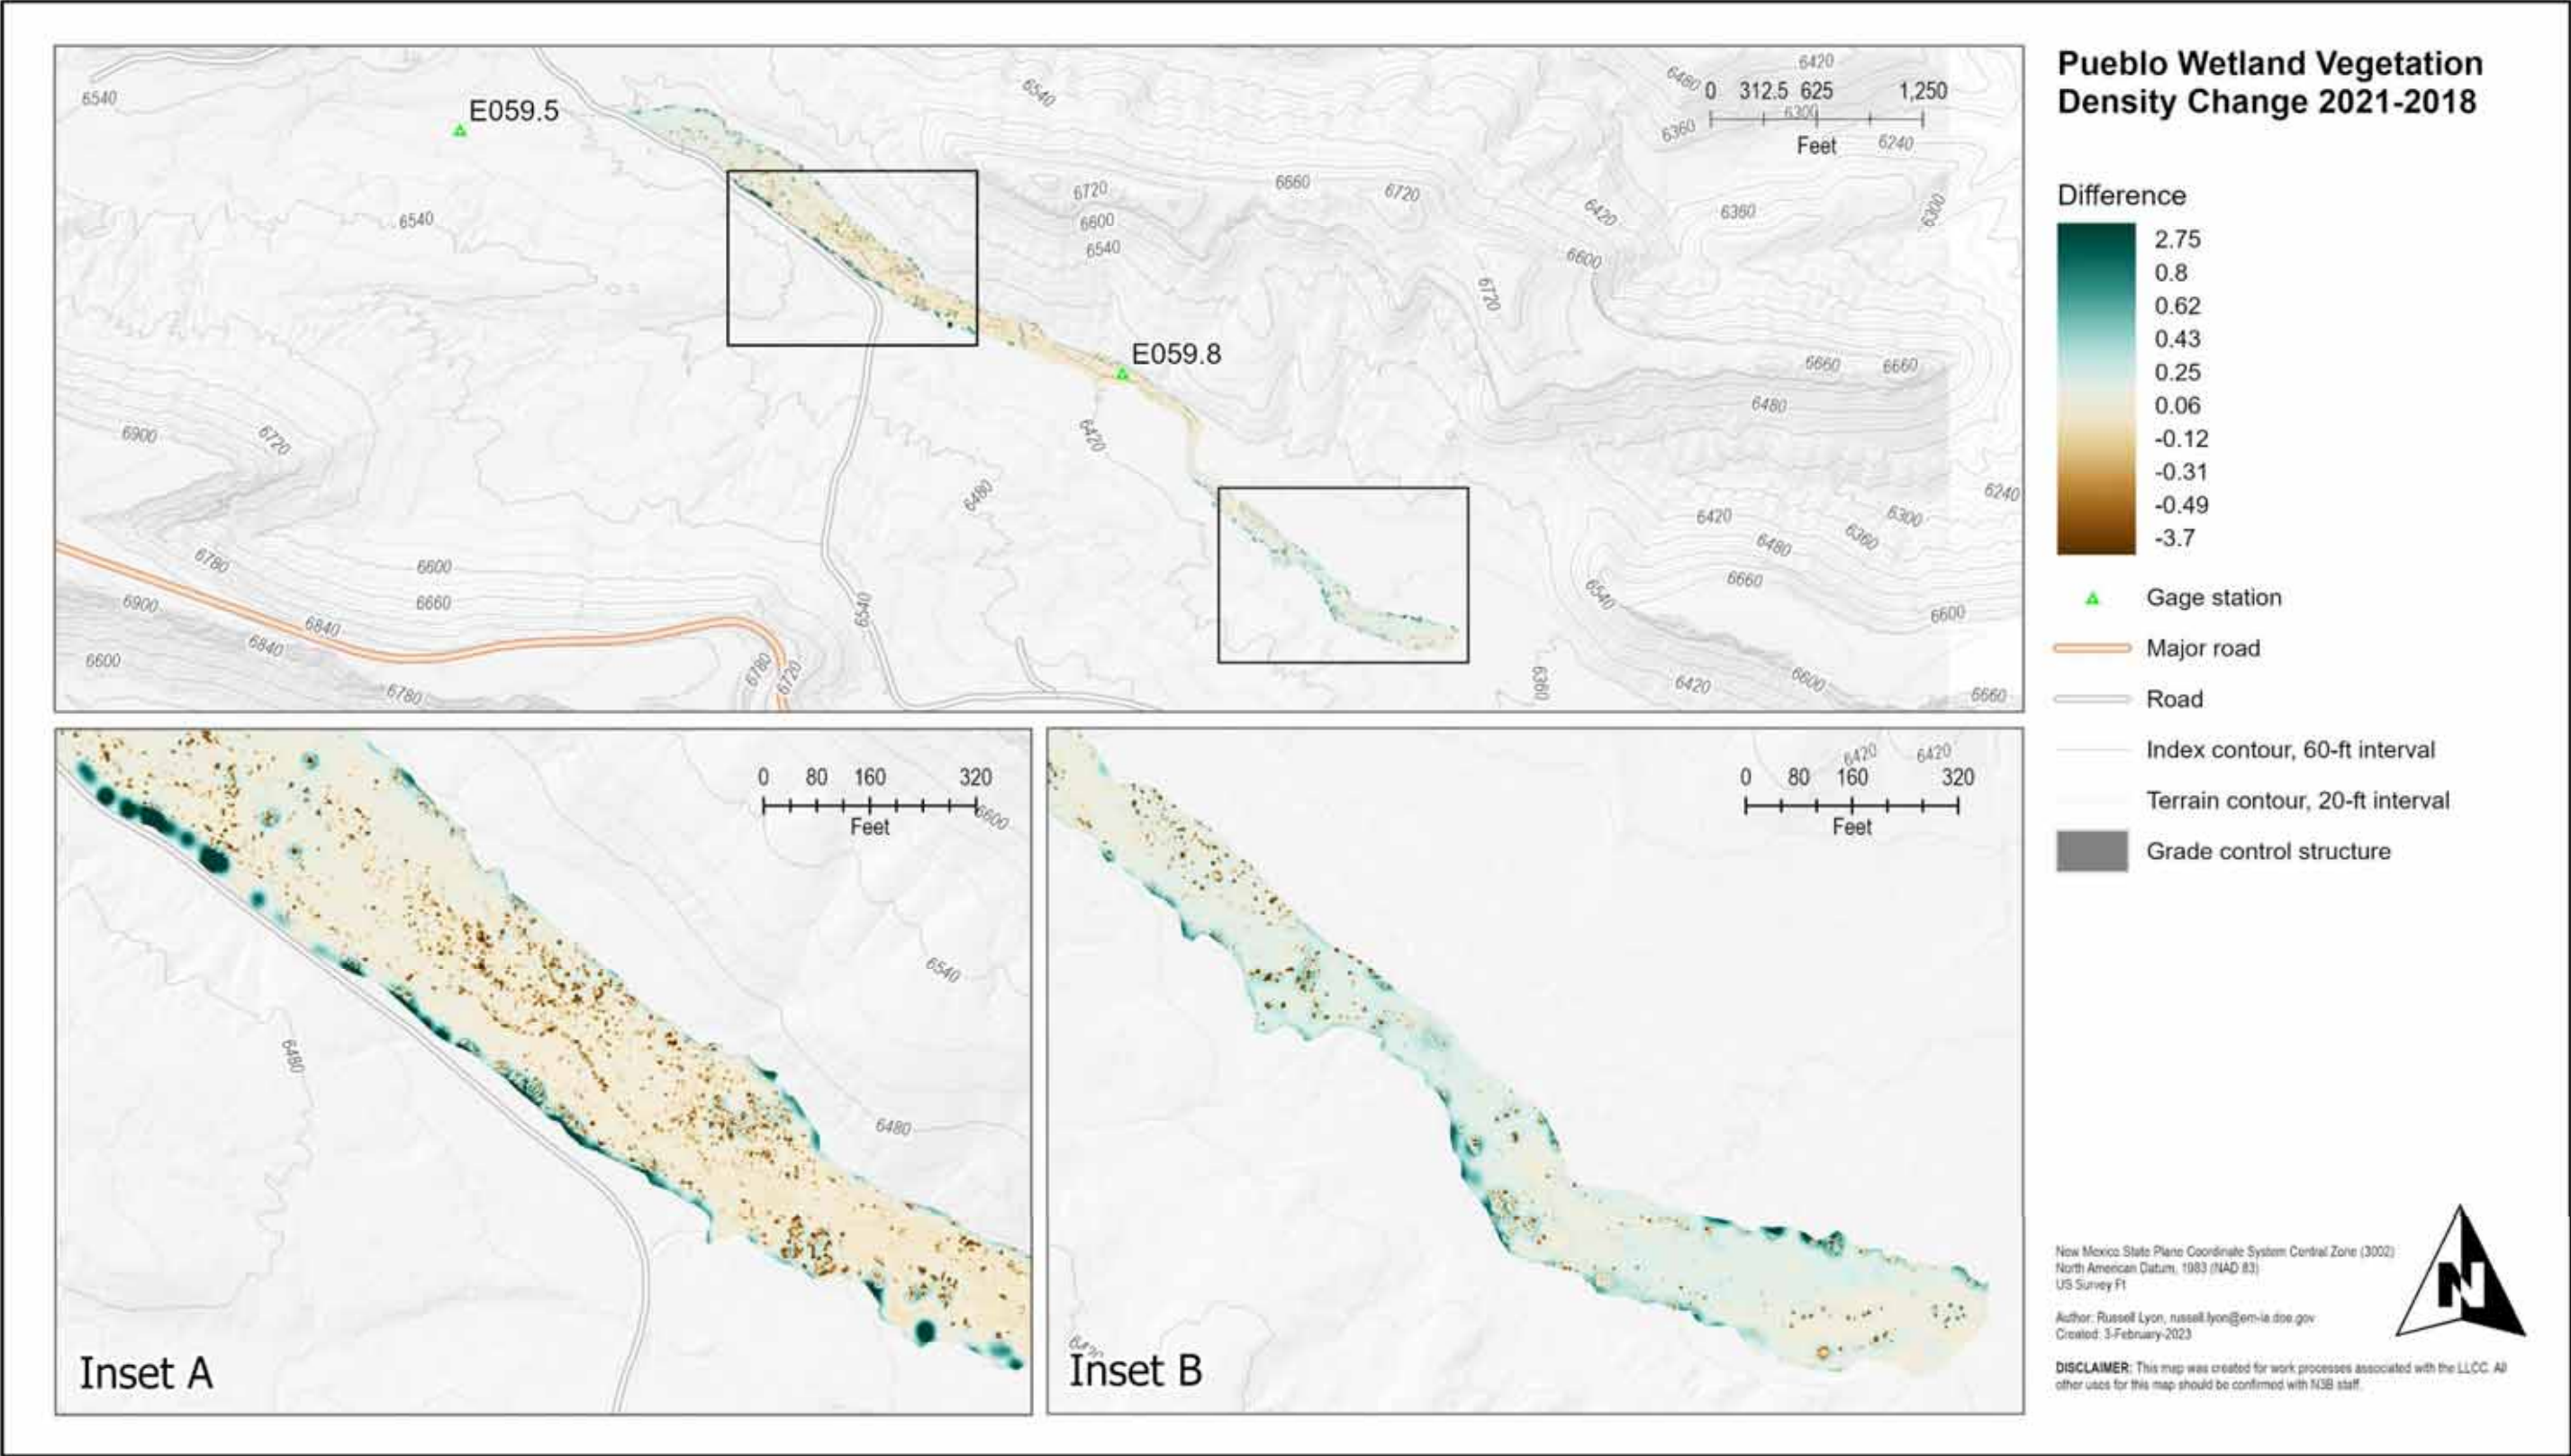 Pueblo Wetland Vegetation
Density Change 2021-2018
Difference
2.75
0.8
0.62
0.43
0.25
0.06
-0.12
-0.31
-0.49
-3.7
Gage station
Major road
Road
Index contour, 60-ft interval
Terrain contour, 20-ft interval
Grade control structure
New Mexico State Plane Coordinate System Central Zone (3002)
North American Datum, 1983 (NAD 83)
US Survey Ft
Author: Russell Lyon, russell.lyon@em-la.doe.gov
Created: 3-February-2023
DISCLAIMER: This map was created for work processes associated with the LLCC. All
other uses for this map should be confirmed with N3B staff.
N
E059.5
E059.8
0 312.5 625 1,250
Feet
6540
6540
6540
6480
6420
6300
6360
6240
6720
6600
6540
6660
6720
6420
6360
6300
6600
6720
6660
6660
6480
6900
6720
6420
6480
6240
6420
6300
6480
6360
6780
6600
6660
6660
6540
6600
6900
6840
6840
6600
6780
6540
6780
6720
6360
6420
6600
6660
0 80 160 320
Feet
6600
6540
6480
6480
Inset A
6420
6420
0 80 160 320
Feet
Inset B